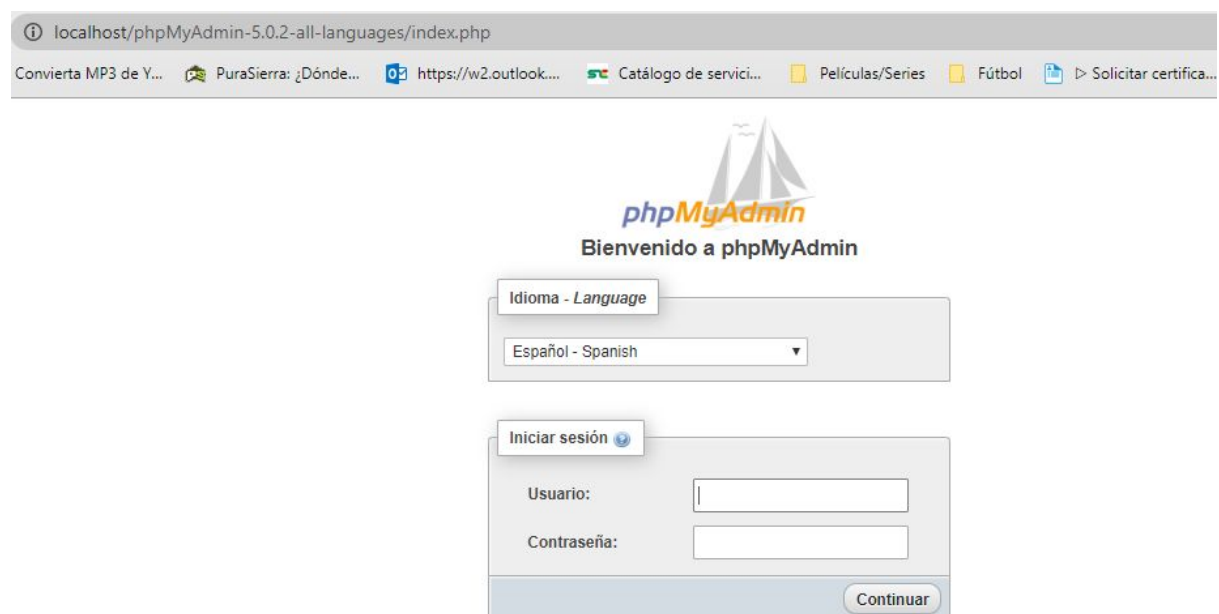 localhost/phpMyAdmin-5.0.2-all-languages/index.php
Convierta MP3 de Y... PuraSierra: ¿Dónde... https://w2.outlook.... Catálogo de servici... Películas/Series Fútbol ▷ Solicitar certifica...
phpMyAdmin
Bienvenido a phpMyAdmin
Idioma - Language
Español - Spanish
Iniciar sesión
Usuario:
Contraseña:
Continuar